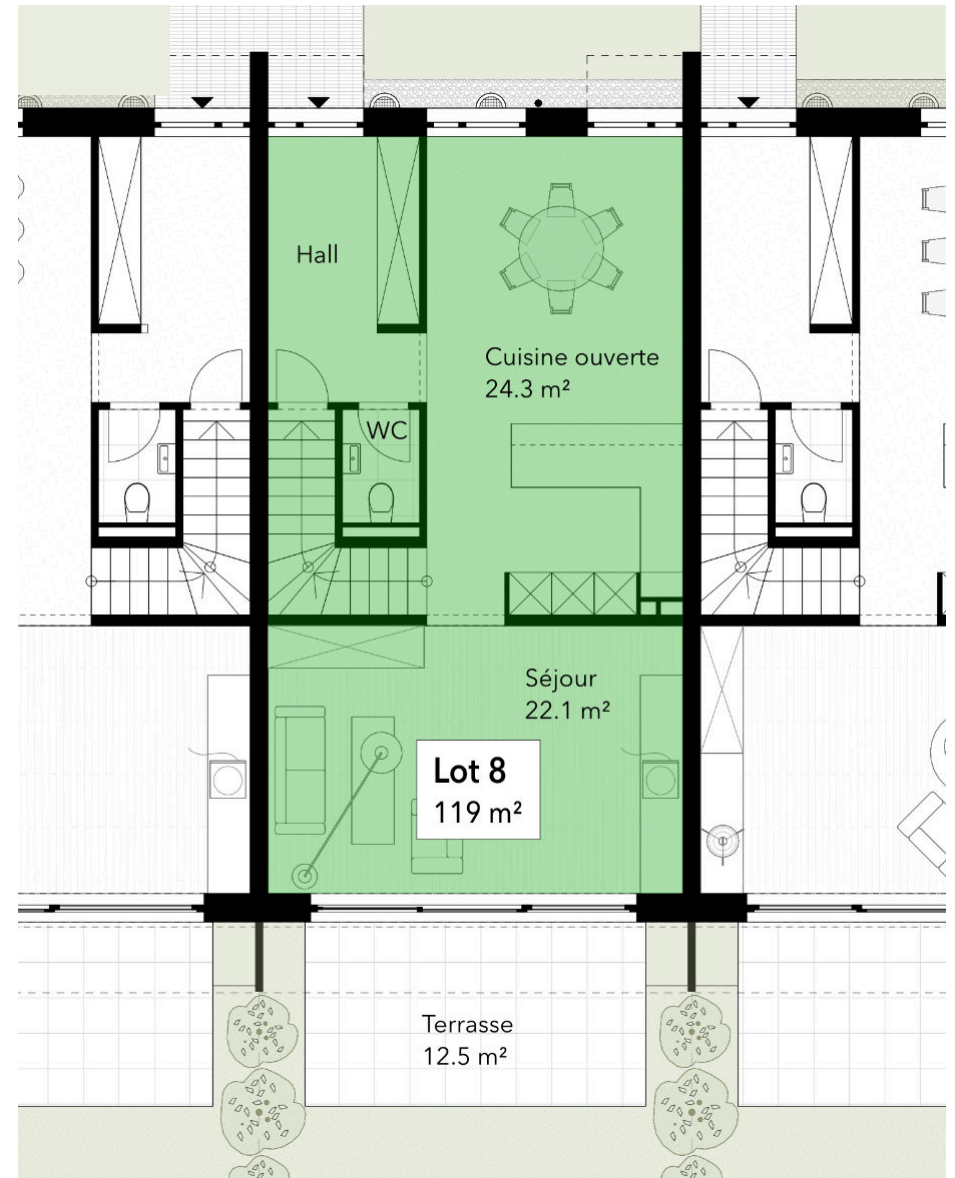 Hall
Cuisine ouverte
24.3 m²
WC
Séjour
22.1 m²
Lot 8
119 m²
Terrasse
12.5 m²